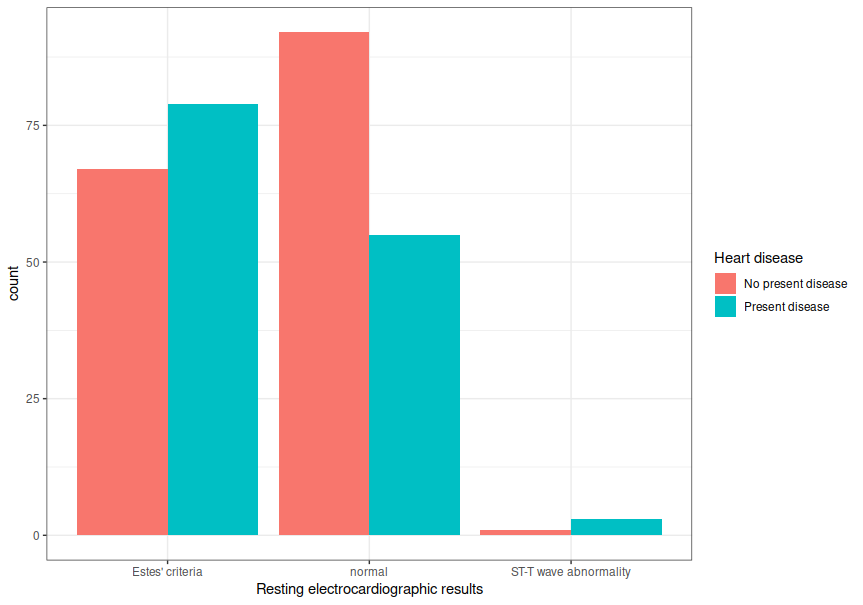 75
50
25
0
count
Estes' criteria
normal
ST-T wave abnormality
Resting electrocardiographic results
Heart disease
No present disease
Present disease